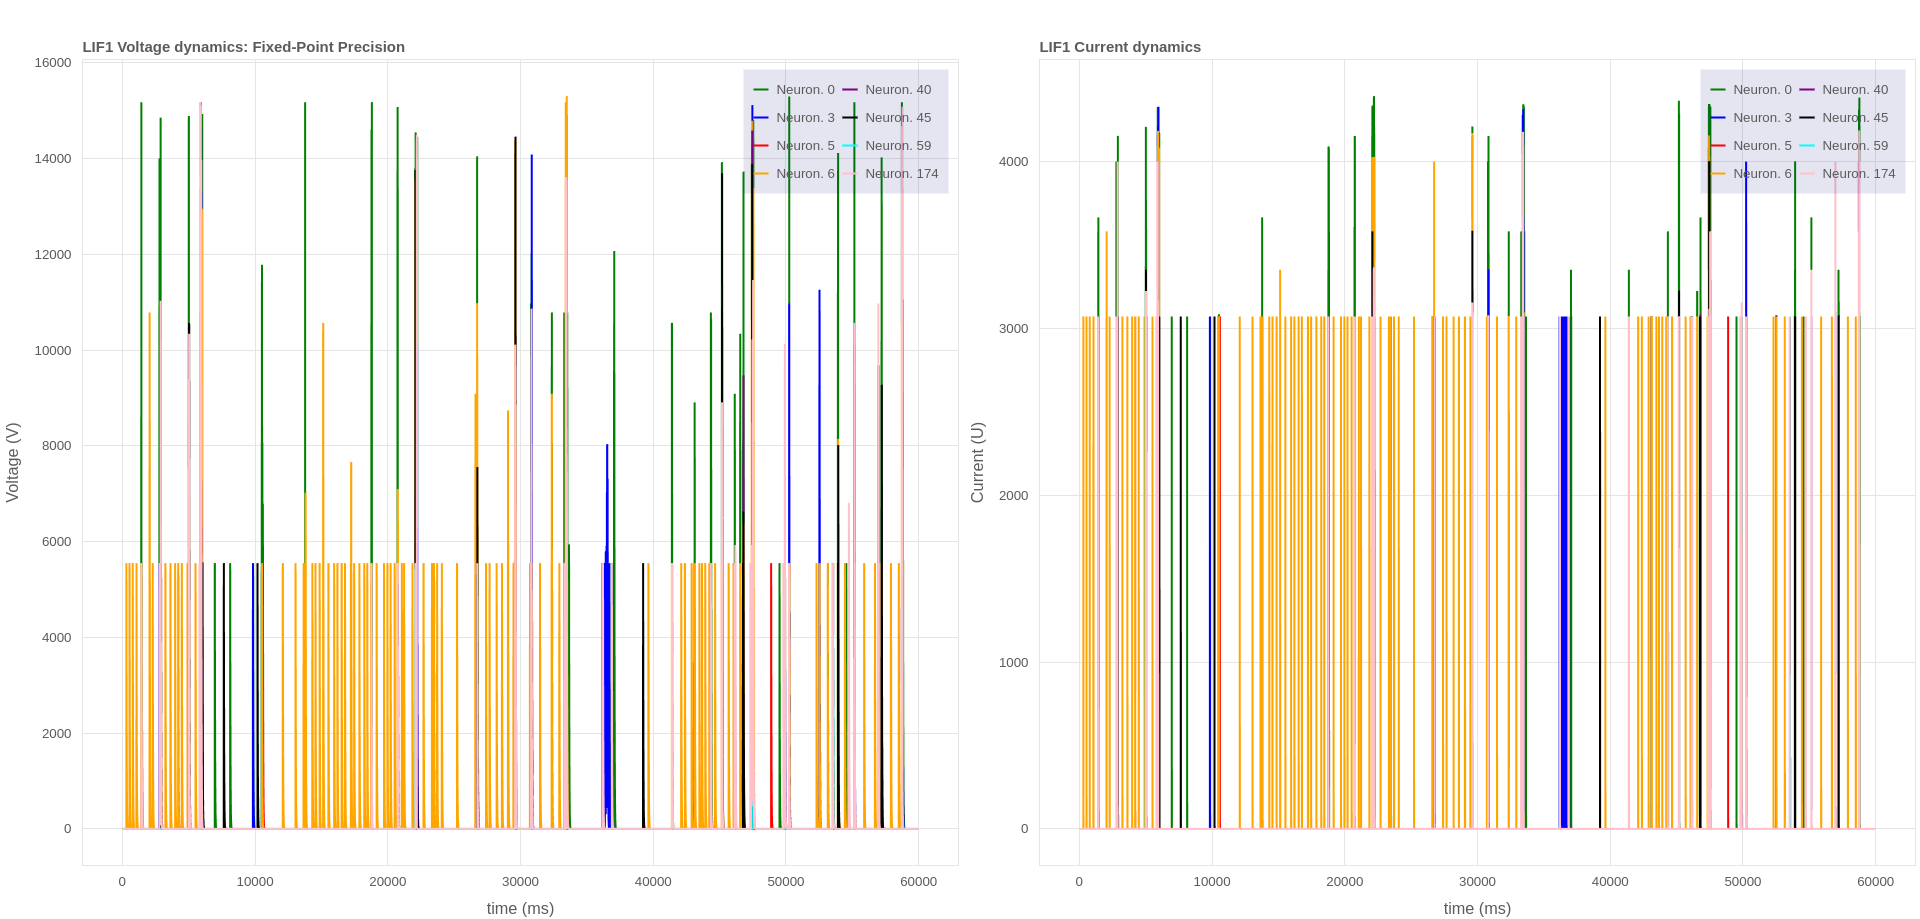 LIF1 Voltage dynamics: Fixed-Point Precision
16000
14000
12000
10000
8000
6000
4000
2000
0
Voltage (V)
0 10000 20000 30000 40000 50000 60000
time (ms)
Neuron. 0 Neuron. 40
Neuron. 3 Neuron. 45
Neuron. 5 Neuron. 59
Neuron. 6 Neuron. 174
LIF1 Current dynamics
4000
3000
2000
1000
0
Current (U)
0 10000 20000 30000 40000 50000 60000
time (ms)
Neuron. 0 Neuron. 40
Neuron. 3 Neuron. 45
Neuron. 5 Neuron. 59
Neuron. 6 Neuron. 174